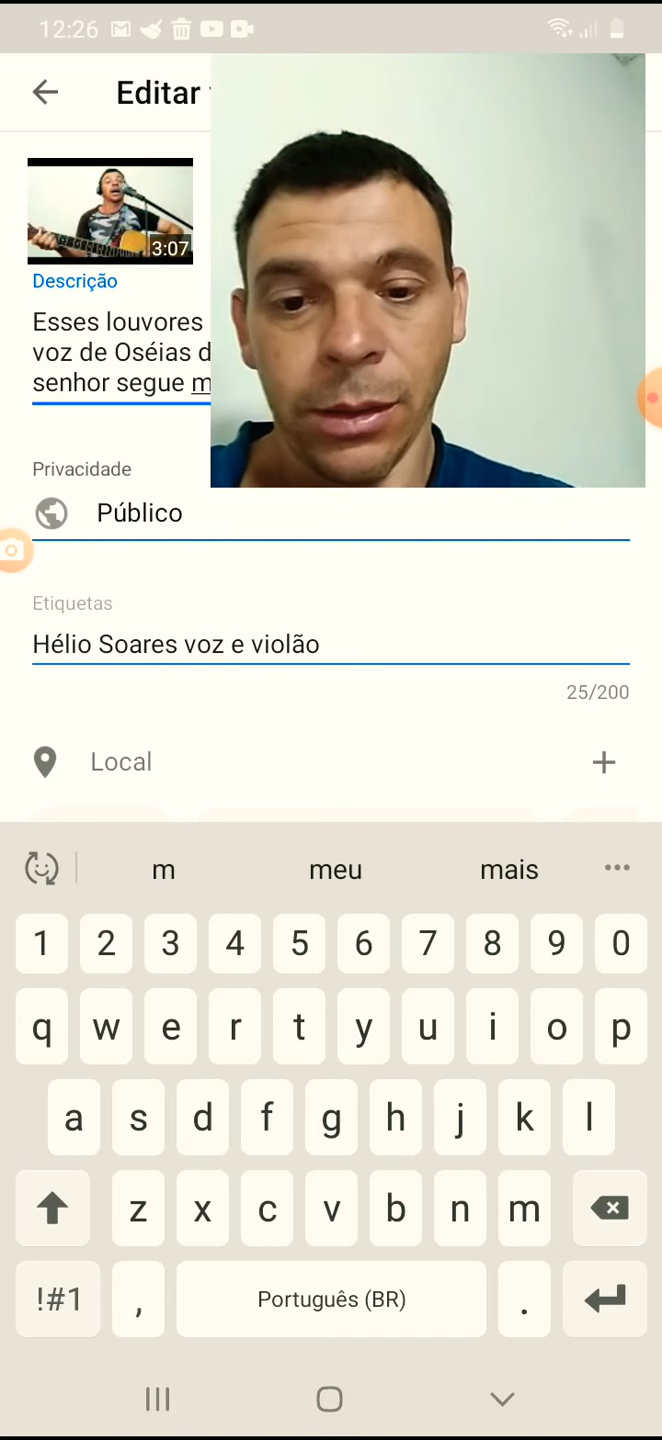 12:26
Editar
3:07
Descrição
Esses louvores
voz de Oséias d
senhor segue m
Privacidade
Público
Etiquetas
Hélio Soares voz e violão
25/200
Local
m meu mais
1 2 3 4 5 6 7 8 9 0
q w e r t y u i o p
a s d f g h j k l
z x c v b n m
!#1 , Português (BR) .